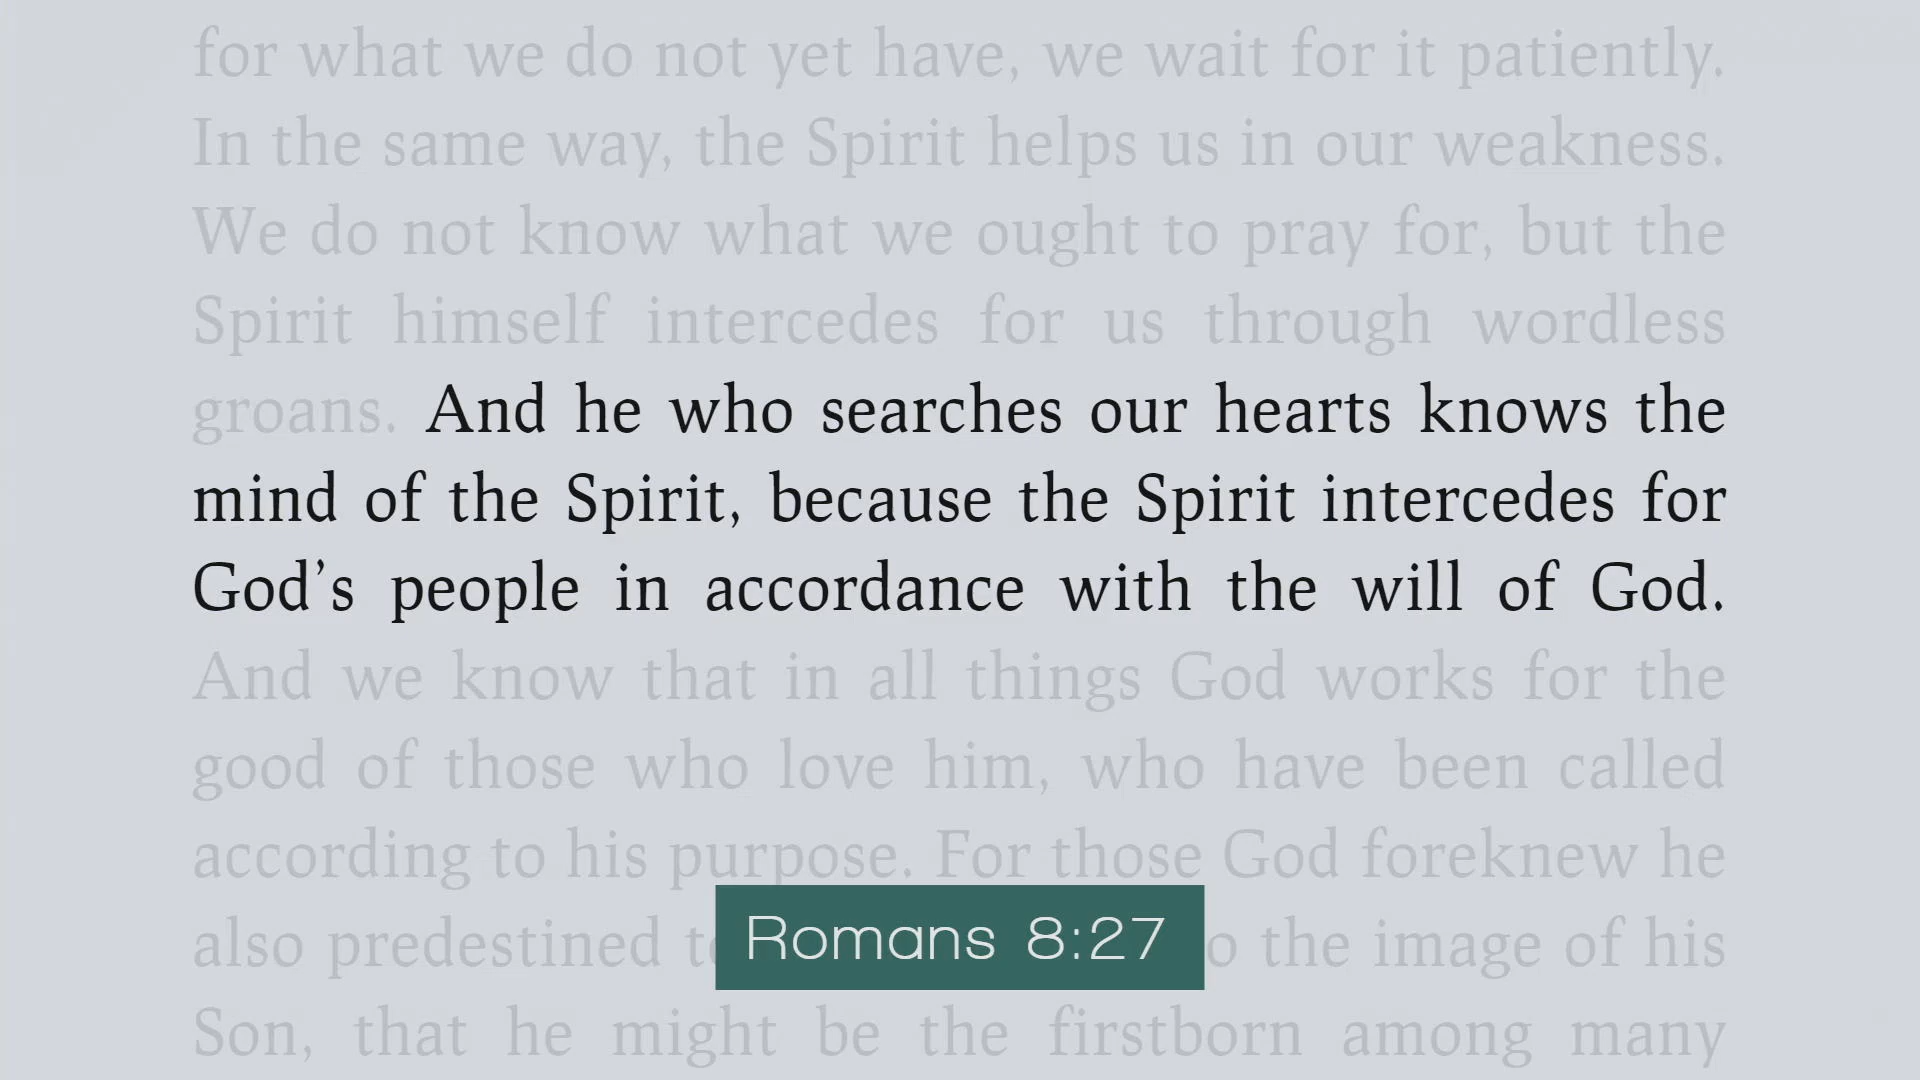 for what we do not yet have, we wait for it patiently.
In the same way, the Spirit helps us in our weakness.
We do not know what we ought to pray for, but the
Spirit himself intercedes for us through wordless
groans. And he who searches our hearts knows the
mind of the Spirit, because the Spirit intercedes for
God’s people in accordance with the will of God.
And we know that in all things God works for the
good of those who love him, who have been called
according to his purpose. For those God foreknew he
also predestined the image of his
Romans 8:27
Son, that he might be the firstborn among many